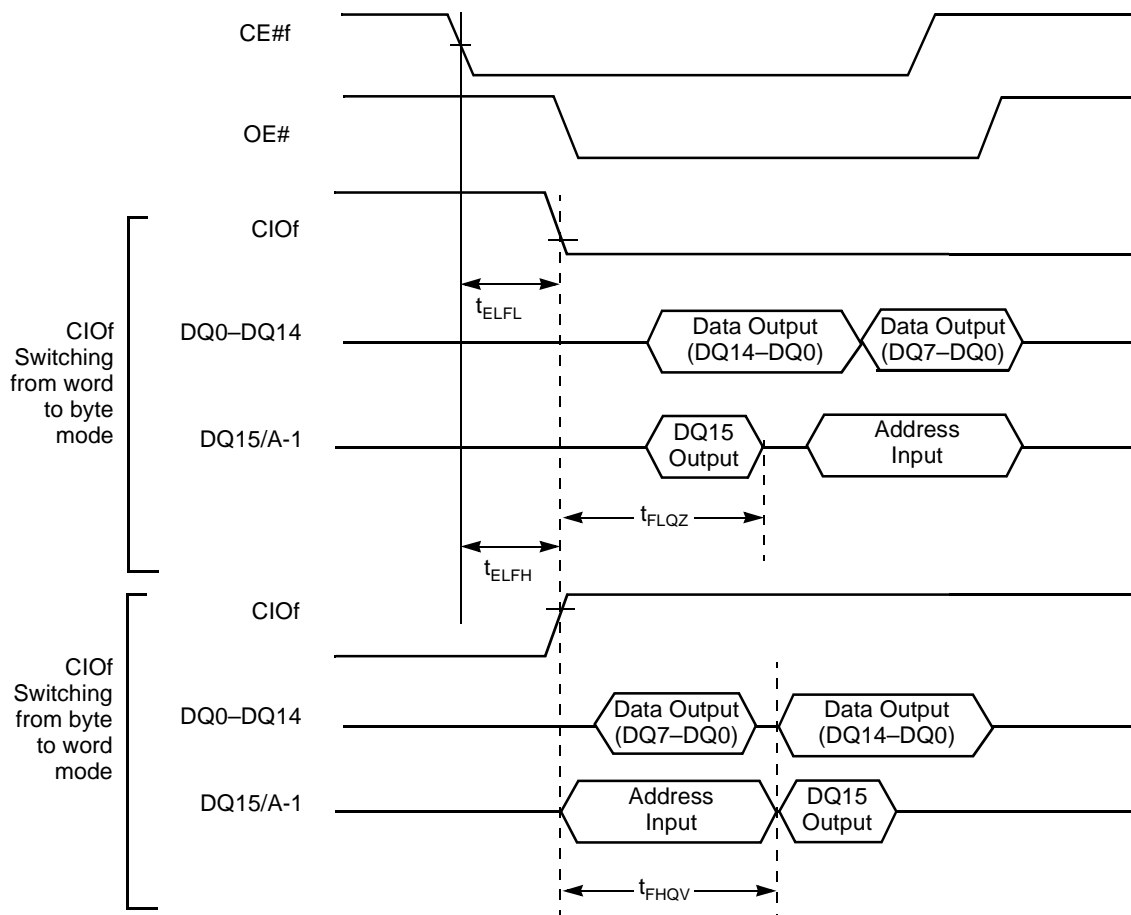 CE#f
OE#
CIOf
tELFL
CIOf
Switching
from word
to byte
mode
DQ0–DQ14
Data Output
(DQ14–DQ0)
Data Output
(DQ7–DQ0)
DQ15/A-1
DQ15
Output
Address
Input
tFLQZ
tELFH
CIOf
CIOf
Switching
from byte
to word
mode
DQ0–DQ14
Data Output
(DQ7–DQ0)
Data Output
(DQ14–DQ0)
DQ15/A-1
Address
Input
DQ15
Output
tFHQV